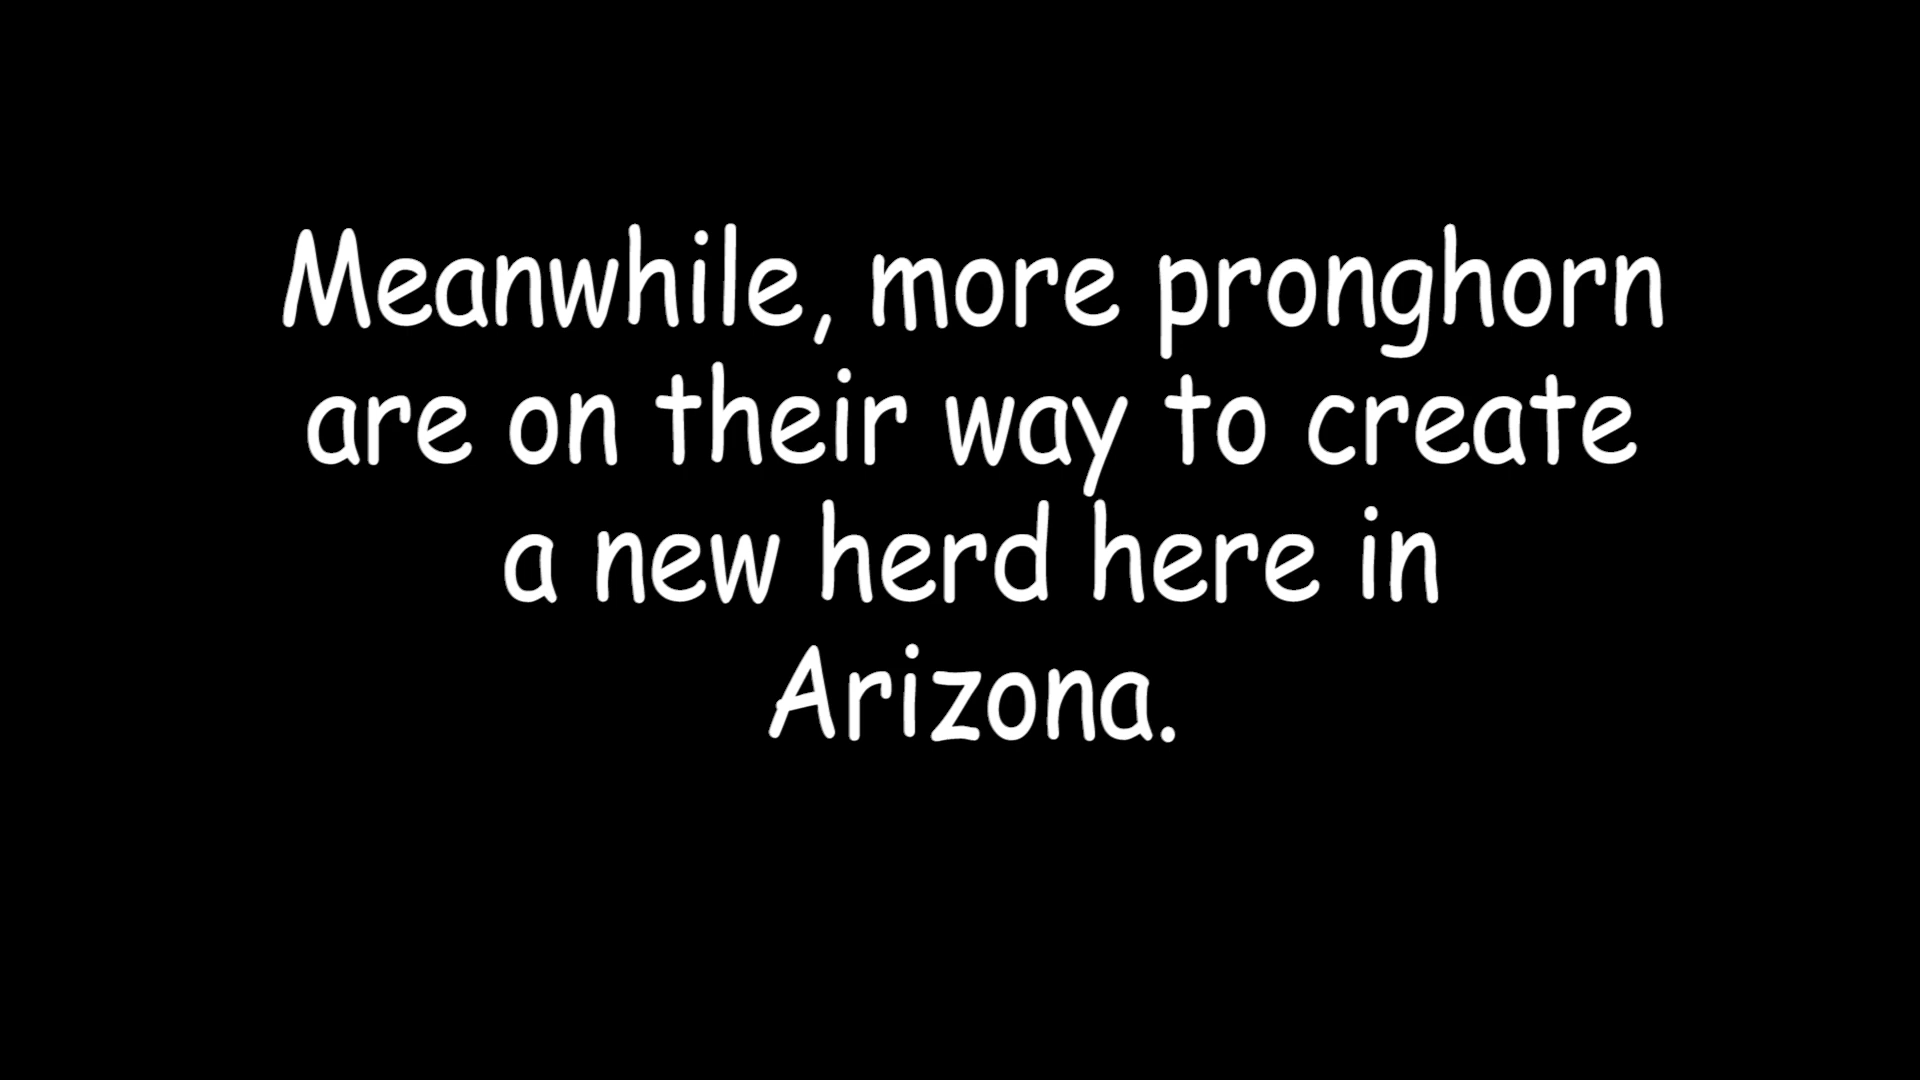 Meanwhile, more pronghorn
are on their way to create
a new herd here in
Arizona.